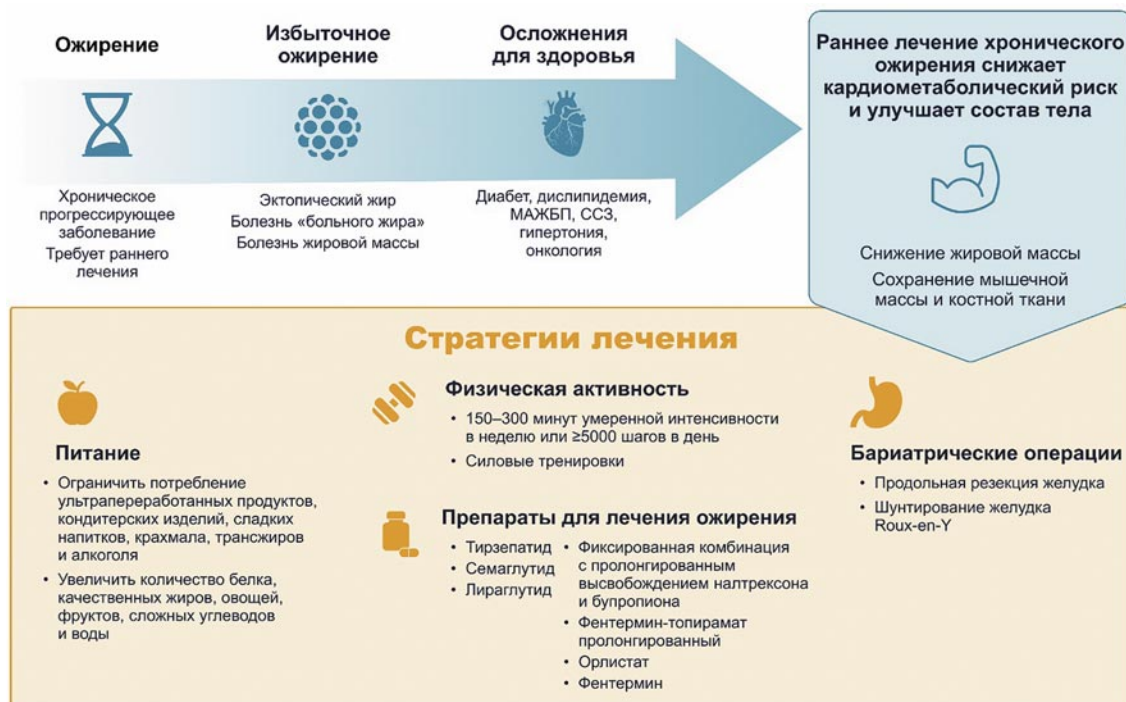 Ожирение
Хроническое
прогрессирующее
заболевание
Требует раннего
лечения
Избыточное
ожирение
Эктопический жир
Болезнь «больного жира»
Болезнь жировой массы
Осложнения
для здоровья
Диабет, дислипидемия,
МАЖБП, ССЗ,
гипертония,
онкология
Раннее лечение хронического
ожирения снижает
кардиометаболический риск
и улучшает состав тела
Снижение жировой массы
Сохранение мышечной
массы и костной ткани
Стратегии лечения
Питание
• Ограничить потребление
ультрапереработанных продуктов,
кондитерских изделий, сладких
напитков, крахмала, трансжиров
и алкоголя
• Увеличить количество белка,
качественных жиров, овощей,
фруктов, сложных углеводов
и воды
Физическая активность
• 150–300 минут умеренной интенсивности
в неделю или ≥5000 шагов в день
• Силовые тренировки
Препараты для лечения ожирения
• Тирзепатид
• Семаглутид
• Лираглутид
• Фиксированная комбинация
с пролонгированным
высвобождением налтрексона
и бупропиона
• Фентермин-топирамат
пролонгированный
• Орлистат
• Фентермин
Бариатрические операции
• Продольная резекция желудка
• Шунтирование желудка
Roux-en-Y